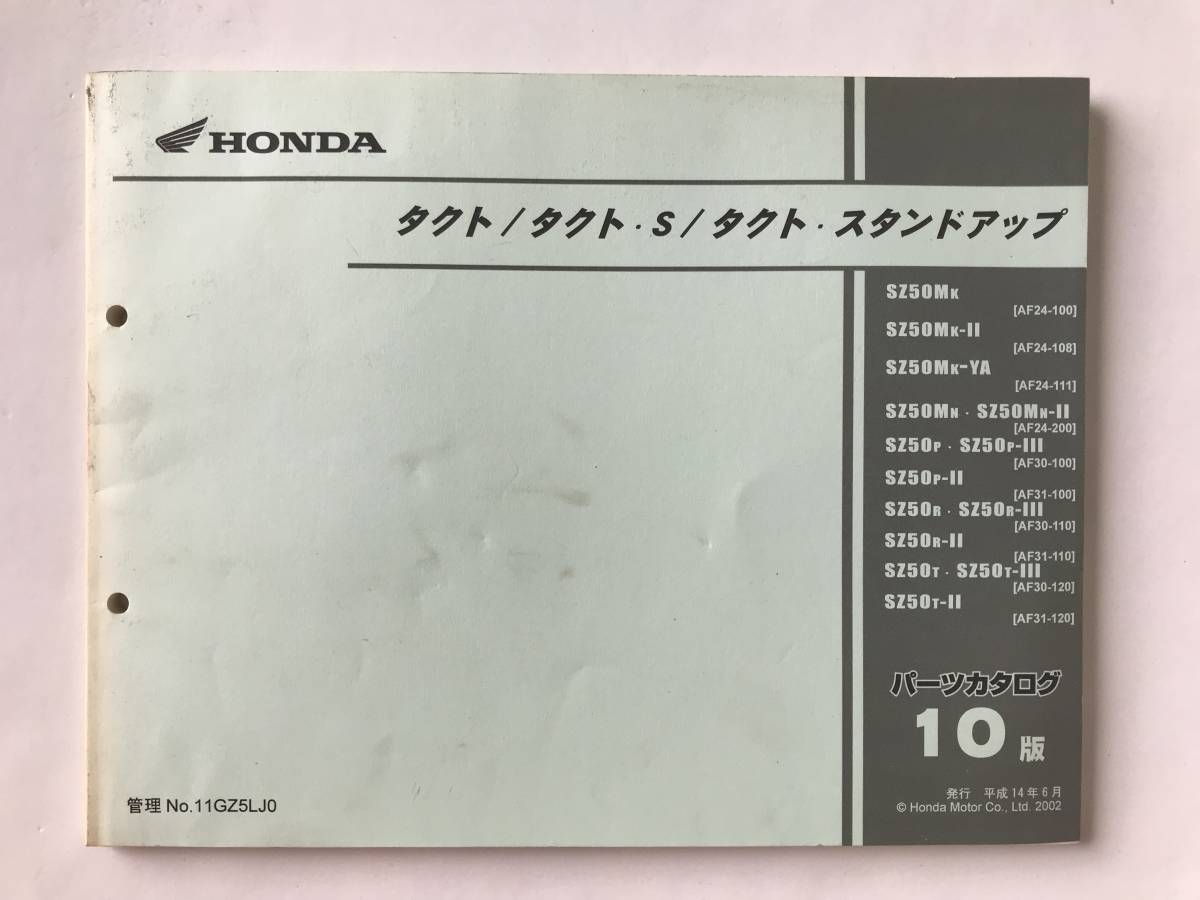 HONDA
タクト / タクト · S / タクト · スタンドアップ
SZ50MK
[AF24-100]
SZ50MK-II
[AF24-108]
SZ50MK-YA
[AF24-111]
SZ50MN · SZ50MN-II
[AF24-200]
SZ50P · SZ50P-III
[AF30-100]
SZ50P-II
[AF31-100]
SZ50R · SZ50R-III
[AF30-110]
SZ50R-II
[AF31-110]
SZ50T · SZ50T-III
[AF30-120]
SZ50T-II
[AF31-120]
パーツカタログ
10 版
発行 平成 14 年 6 月
© Honda Motor Co., Ltd. 2002
管理 No.11GZ5LJ0